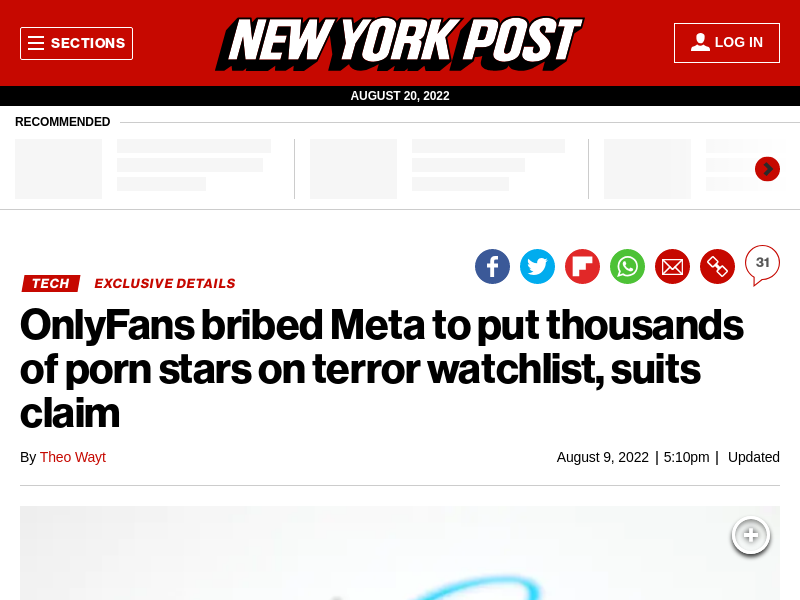 SECTIONS
NEW YORK POST
LOG IN
AUGUST 20, 2022
RECOMMENDED
31
TECH EXCLUSIVE DETAILS
OnlyFans bribed Meta to put thousands
of porn stars on terror watchlist, suits
claim
By Theo Wayt
August 9, 2022 | 5:10pm | Updated